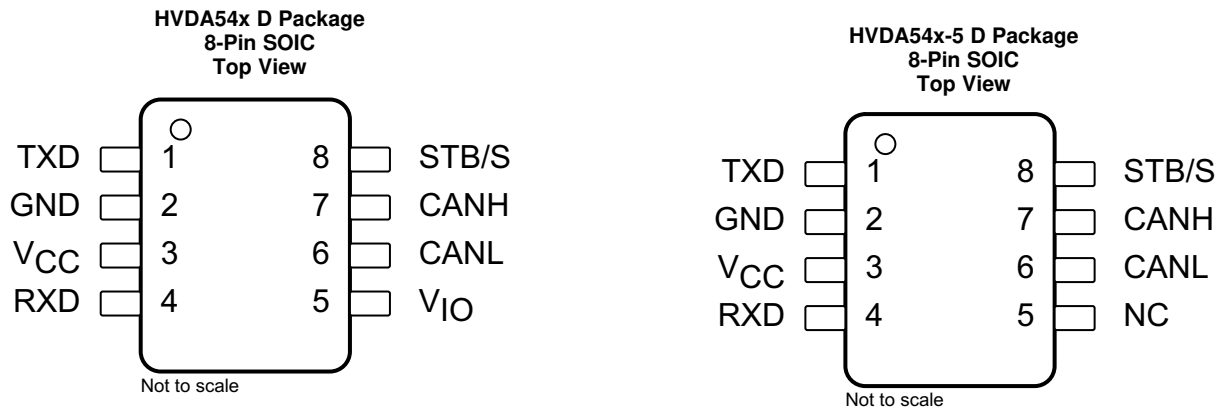 HVDA54x D Package
8-Pin SOIC
Top View
TXD 1 8 STB/S
GND 2 7 CANH
VCC 3 6 CANL
RXD 4 5 VIO
Not to scale
HVDA54x-5 D Package
8-Pin SOIC
Top View
TXD 1 8 STB/S
GND 2 7 CANH
VCC 3 6 CANL
RXD 4 5 NC
Not to scale